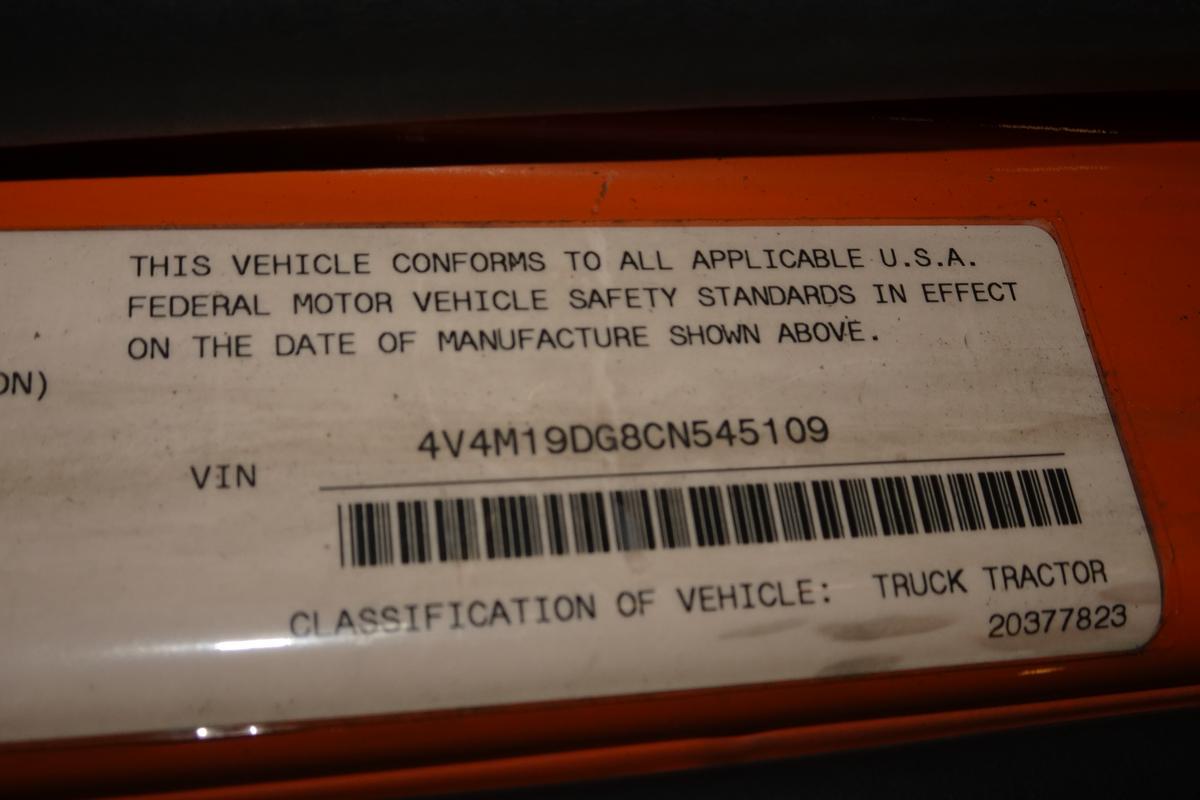 THIS VEHICLE CONFORMS TO ALL APPLICABLE U.S.A.
FEDERAL MOTOR VEHICLE SAFETY STANDARDS IN EFFECT
ON THE DATE OF MANUFACTURE SHOWN ABOVE.
ON)
4V4M19DG8CN545109
VIN
CLASSIFICATION OF VEHICLE: TRUCK TRACTOR
20377823